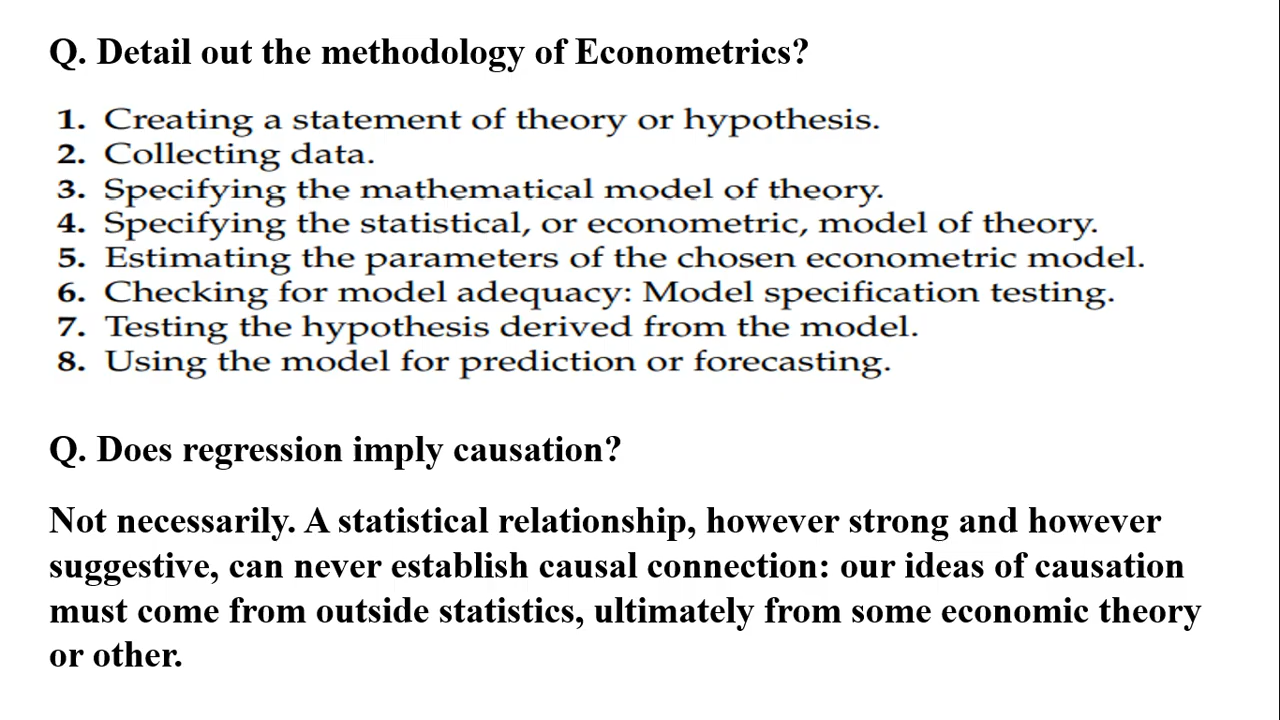 Q. Detail out the methodology of Econometrics?
1. Creating a statement of theory or hypothesis.
2. Collecting data.
3. Specifying the mathematical model of theory.
4. Specifying the statistical, or econometric, model of theory.
5. Estimating the parameters of the chosen econometric model.
6. Checking for model adequacy: Model specification testing.
7. Testing the hypothesis derived from the model.
8. Using the model for prediction or forecasting.
Q. Does regression imply causation?
Not necessarily. A statistical relationship, however strong and however
suggestive, can never establish causal connection: our ideas of causation
must come from outside statistics, ultimately from some economic theory
or other.